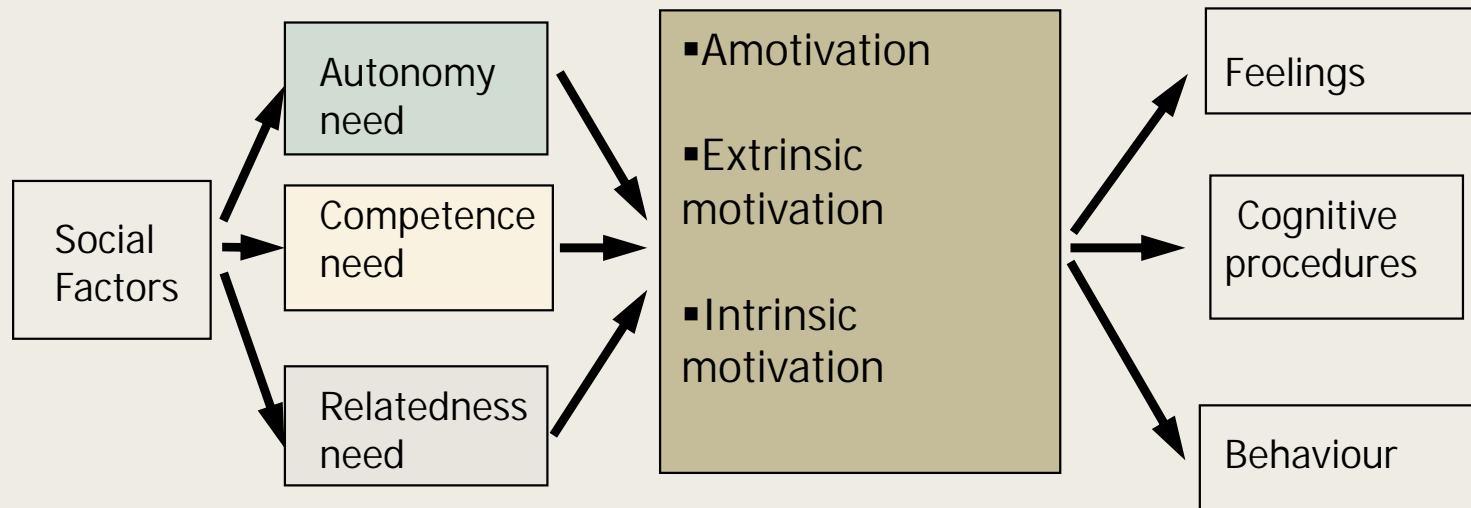 Social
Factors
Autonomy
need
Competence
need
Relatedness
need
▪Amotivation
▪Extrinsic
motivation
▪Intrinsic
motivation
Feelings
Cognitive
procedures
Behaviour